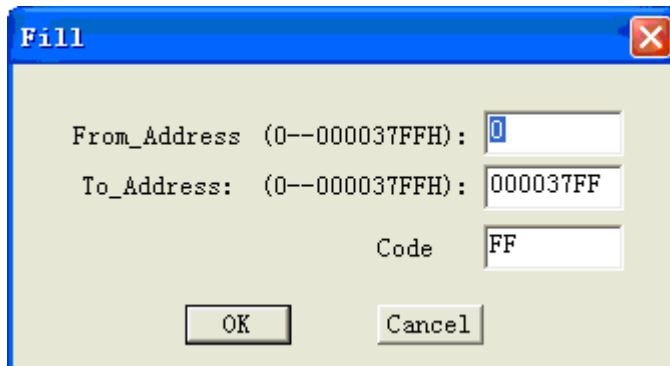 Fill
From_Address (0--000037FFH): 0
To_Address: (0--000037FFH): 000037FF
Code FF
OK Cancel